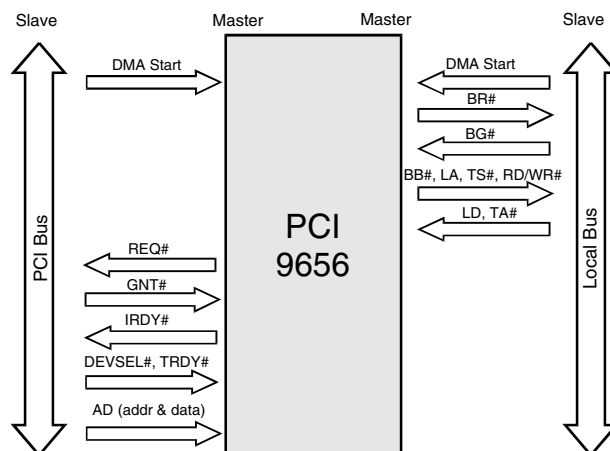 Slave
Master
Master
Slave
DMA Start
DMA Start
BR#
BG#
BB#, LA, TS#, RD/WR#
LD, TA#
PCI
9656
PCI Bus
Local Bus
REQ#
GNT#
IRDY#
DEVSEL#, TRDY#
AD (addr & data)